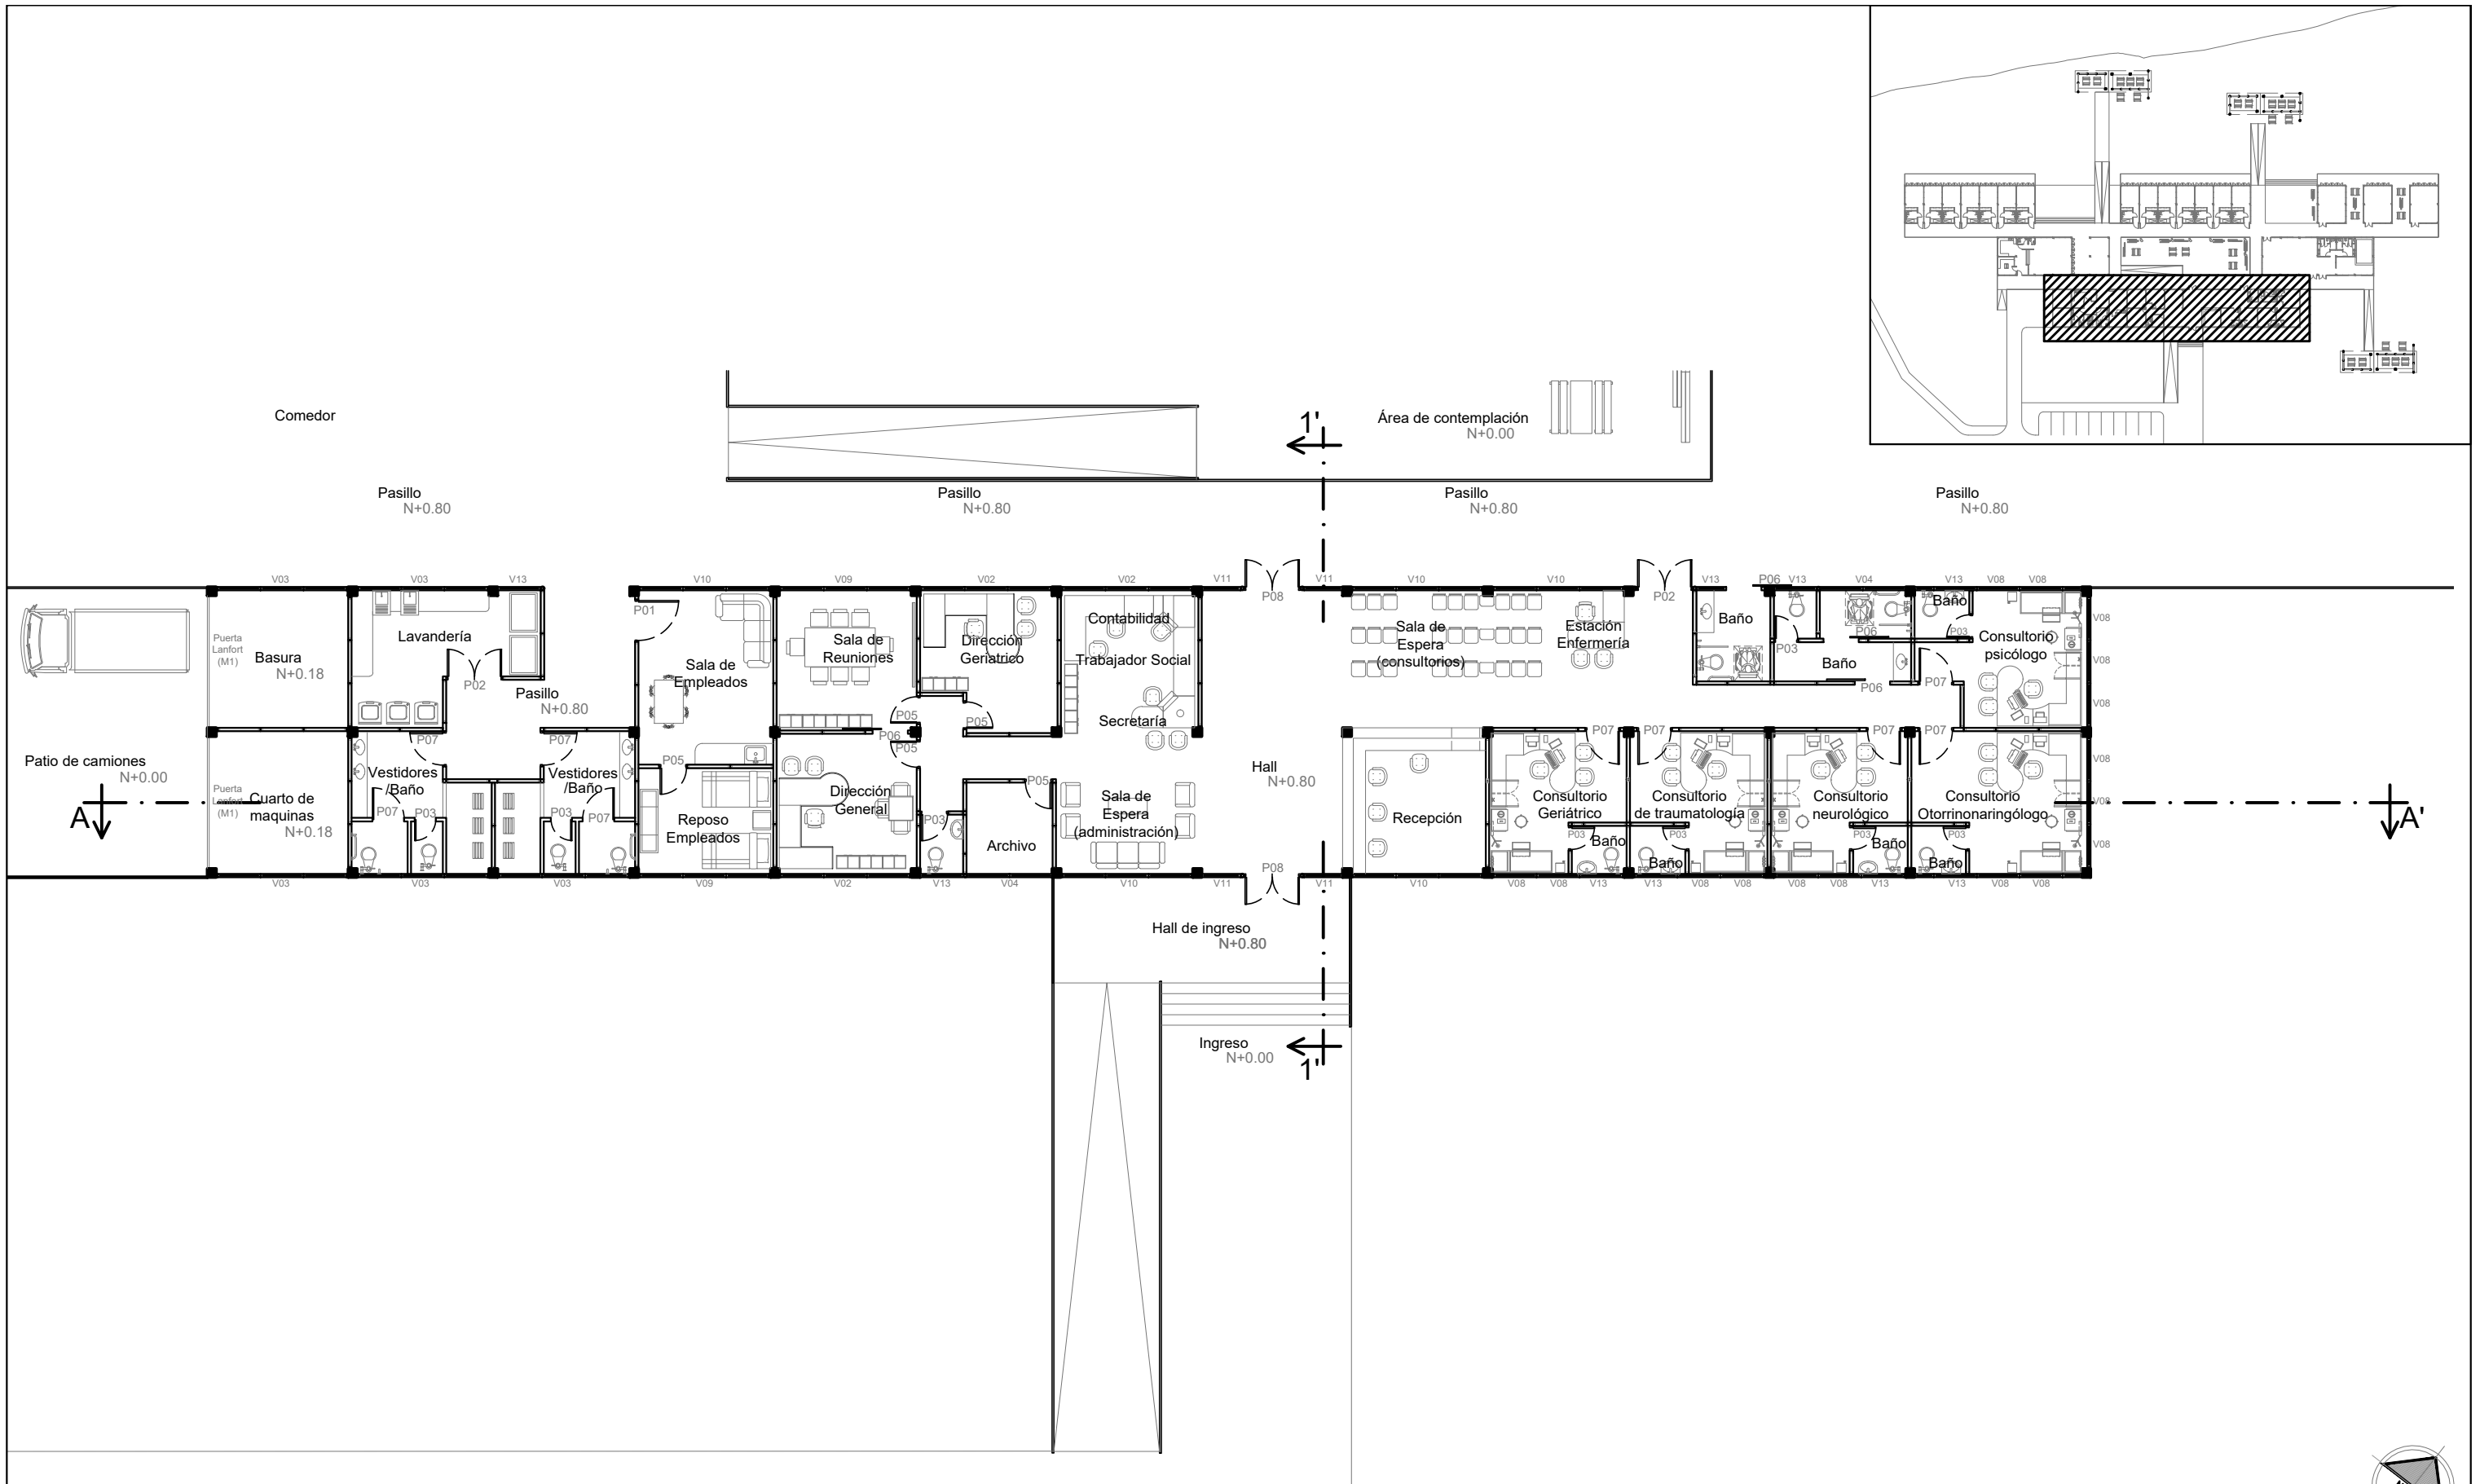 Comedor
1'
Área de contemplación
N+0.00
Pasillo
N+0.80
Pasillo
N+0.80
Pasillo
N+0.80
Pasillo
N+0.80
V03
V03
V13
V10
V09
V02
V02
V11
V11
V10
V10
V13
P06
V13
V04
V13
V08
V08
P01
P08
P02
Puerta
Lanfort
(M1)
Basura
N+0.18
Lavandería
P02
Pasillo
N+0.80
Sala de
Empleados
Sala de
Reuniones
Dirección
Geriatrico
Contabilidad
Trabajador Social
Secretaría
Sala de
Espera
(consultorios)
Estación
Enfermería
Baño
P03
P06
Baño
P06
Baño
P03
Consultorio
psicólogo
P07
V08
V08
V08
P05
P05
P06
P05
P07
P07
P05
P05
P07
P07
P07
P07
Patio de camiones
N+0.00
A
Puerta
Lanfort
(M1)
Cuarto de
maquinas
N+0.18
Vestidores
/Baño
P07
P03
Vestidores
/Baño
P03
P07
Reposo
Empleados
Dirección
General
P03
Archivo
Sala de
Espera
(administración)
Hall
N+0.80
Recepción
Consultorio
Geriátrico
P03
Baño
Consultorio
de traumatología
P03
Baño
Consultorio
neurológico
P03
Baño
Consultorio
Otorrinonaringólogo
P03
Baño
V08
V08
V08
A'
V03
V03
V03
V09
V02
V13
V04
V10
V11
P08
V11
V10
V08
V08
V13
V13
V08
V08
V08
V08
V13
V13
V08
V08
Hall de ingreso
N+0.80
Ingreso
N+0.00
1'